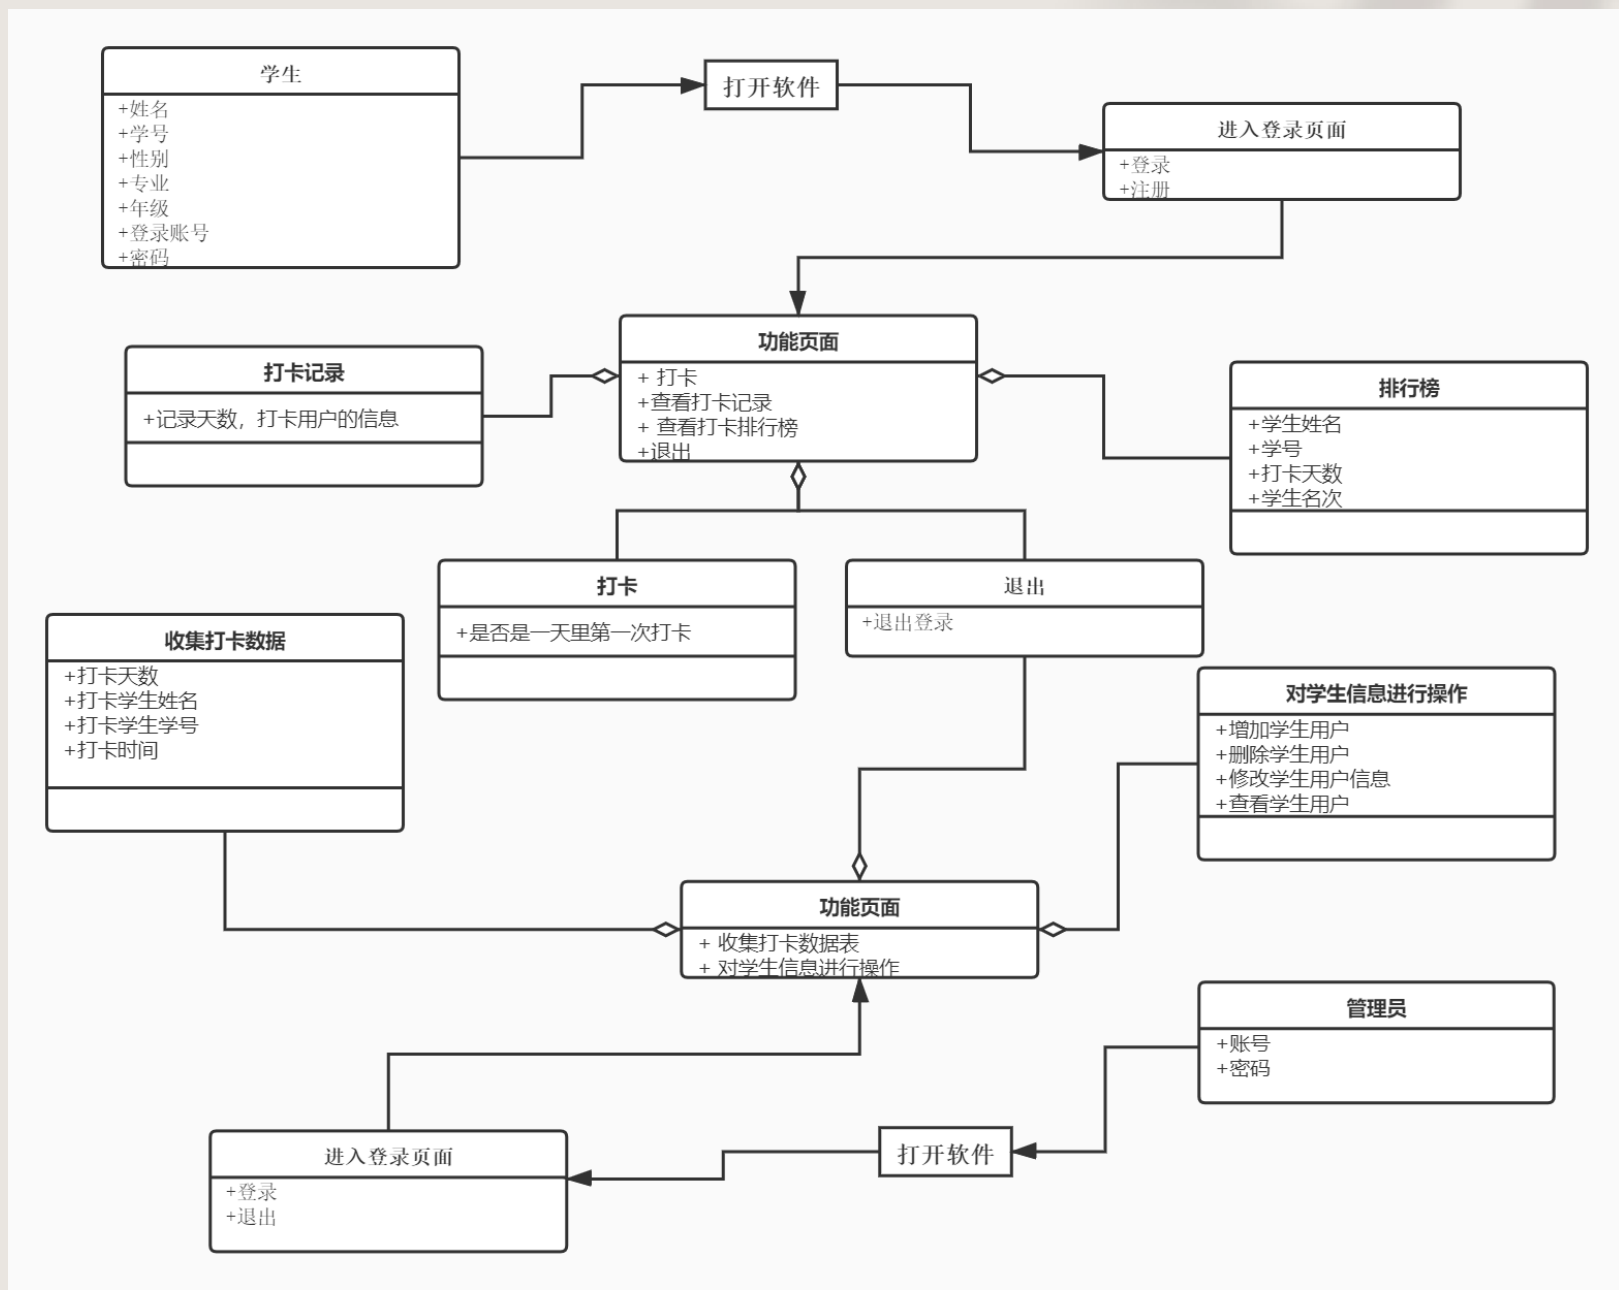 学生
+姓名
+学号
+性别
+专业
+年级
+登录账号
+密码
打开软件
进入登录页面
+登录
+注册
功能页面
+ 打卡
+查看打卡记录
+ 查看打卡排行榜
+退出
打卡记录
+记录天数，打卡用户的信息
排行榜
+学生姓名
+学号
+打卡天数
+学生名次
打卡
+是否是一天里第一次打卡
退出
+退出登录
收集打卡数据
+打卡天数
+打卡学生姓名
+打卡学生学号
+打卡时间
对学生信息进行操作
+增加学生用户
+删除学生用户
+修改学生用户信息
+查看学生用户
功能页面
+ 收集打卡数据表
+ 对学生信息进行操作
管理员
+账号
+密码
打开软件
进入登录页面
+登录
+退出